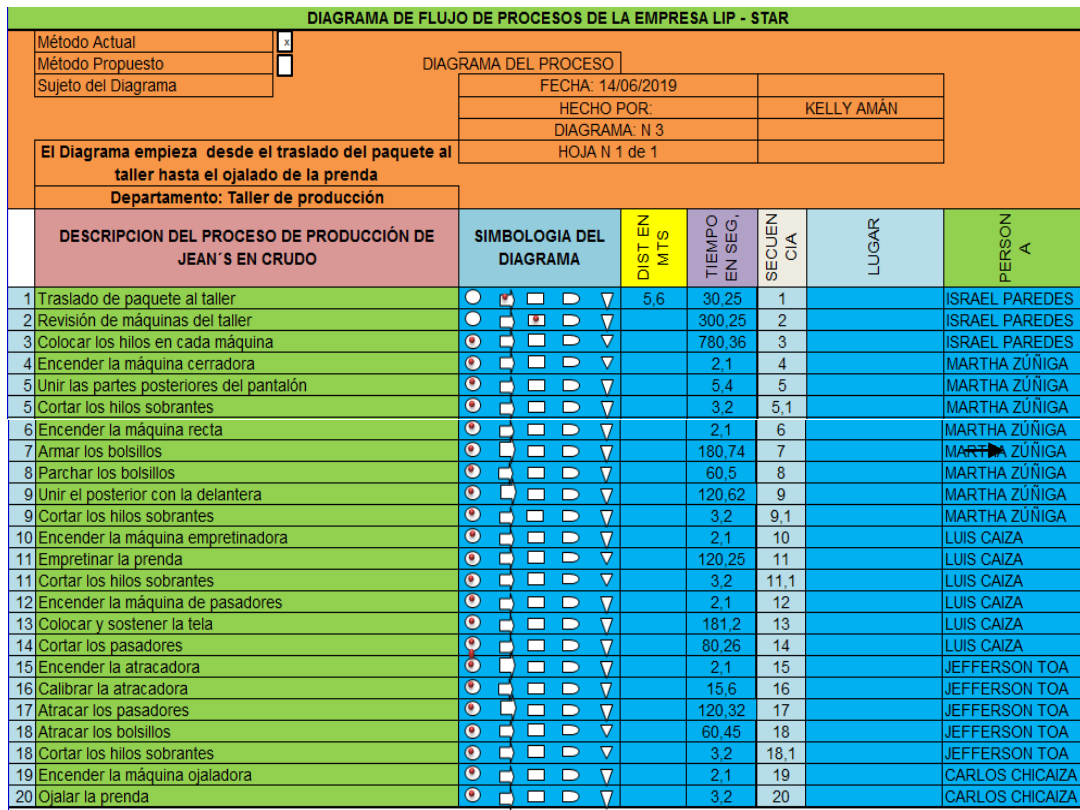 DIAGRAMA DE FLUJO DE PROCESOS DE LA EMPRESA LIP - STAR
Método Actual x
Método Propuesto DIAGRAMA DEL PROCESO
Sujeto del Diagrama FECHA: 14/06/2019
HECHO POR: KELLY AMÁN
DIAGRAMA: N 3
El Diagrama empieza desde el traslado del paquete al HOJA N 1 de 1
taller hasta el ojalado de la prenda
Departamento: Taller de producción
DESCRIPCION DEL PROCESO DE PRODUCCIÓN DE
JEAN´S EN CRUDO
SIMBOLOGIA DEL
DIAGRAMA
DIST EN
MTS
TIEMPO
EN SEG,
SECUEN
CIA
LUGAR
PERSON
A
1 Traslado de paquete al taller 5,6 30,25 1 ISRAEL PAREDES
2 Revisión de máquinas del taller 300,25 2 ISRAEL PAREDES
3 Colocar los hilos en cada máquina 780,36 3 ISRAEL PAREDES
4 Encender la máquina cerradora 2,1 4 MARTHA ZÚÑIGA
5 Unir las partes posteriores del pantalón 5,4 5 MARTHA ZÚÑIGA
5 Cortar los hilos sobrantes 3,2 5,1 MARTHA ZÚÑIGA
6 Encender la máquina recta 2,1 6 MARTHA ZÚÑIGA
7 Armar los bolsillos 180,74 7 MARTHA ZÚÑIGA
8 Parchar los bolsillos 60,5 8 MARTHA ZÚÑIGA
9 Unir el posterior con la delantera 120,62 9 MARTHA ZÚÑIGA
9 Cortar los hilos sobrantes 3,2 9,1 MARTHA ZÚÑIGA
10 Encender la máquina empretinadora 2,1 10 LUIS CAIZA
11 Empretinar la prenda 120,25 11 LUIS CAIZA
11 Cortar los hilos sobrantes 3,2 11,1 LUIS CAIZA
12 Encender la máquina de pasadores 2,1 12 LUIS CAIZA
13 Colocar y sostener la tela 181,2 13 LUIS CAIZA
14 Cortar los pasadores 80,26 14 LUIS CAIZA
15 Encender la atracadora 2,1 15 JEFFERSON TOA
16 Calibrar la atracadora 15,6 16 JEFFERSON TOA
17 Atracar los pasadores 120,32 17 JEFFERSON TOA
18 Atracar los bolsillos 60,45 18 JEFFERSON TOA
18 Cortar los hilos sobrantes 3,2 18,1 JEFFERSON TOA
19 Encender la máquina ojaladora 2,1 19 CARLOS CHICAIZA
20 Ojalar la prenda 3,2 20 CARLOS CHICAIZA